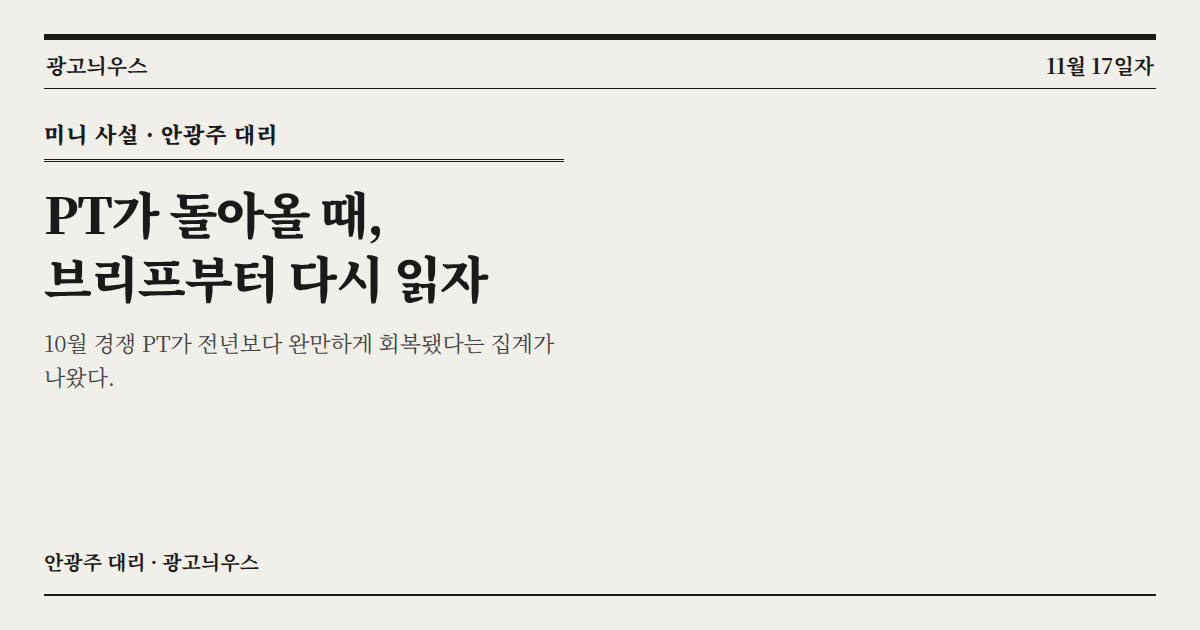 광고늬우스
11월 17일자
미니 사설 · 안광주 대리
PT가 돌아올 때,
브리프부터 다시 읽자
10월 경쟁 PT가 전년보다 완만하게 회복됐다는 집계가
나왔다.
안광주 대리 · 광고늬우스